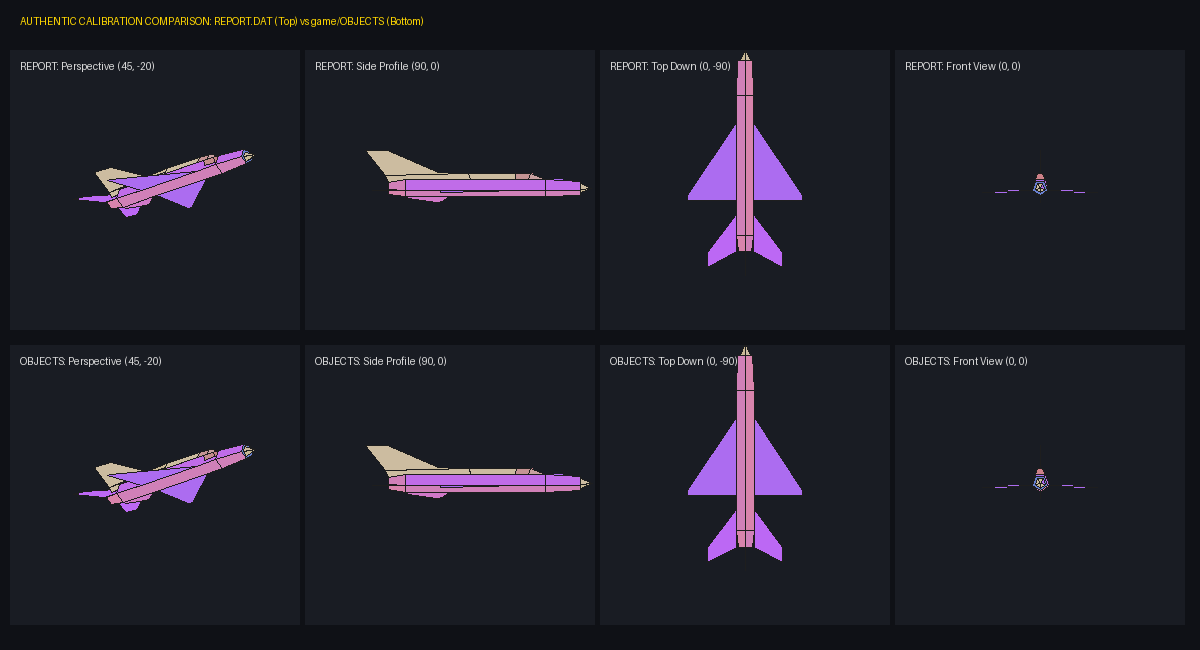 AUTHENTIC CALIBRATION COMPARISON: REPORT.DAT (Top) vs game/OBJECTS (Bottom)
REPORT: Perspective (45, -20)
REPORT: Side Profile (90, 0)
REPORT: Top Down (0, -90)
REPORT: Front View (0, 0)
OBJECTS: Perspective (45, -20)
OBJECTS: Side Profile (90, 0)
OBJECTS: Top Down (0, -90)
OBJECTS: Front View (0, 0)